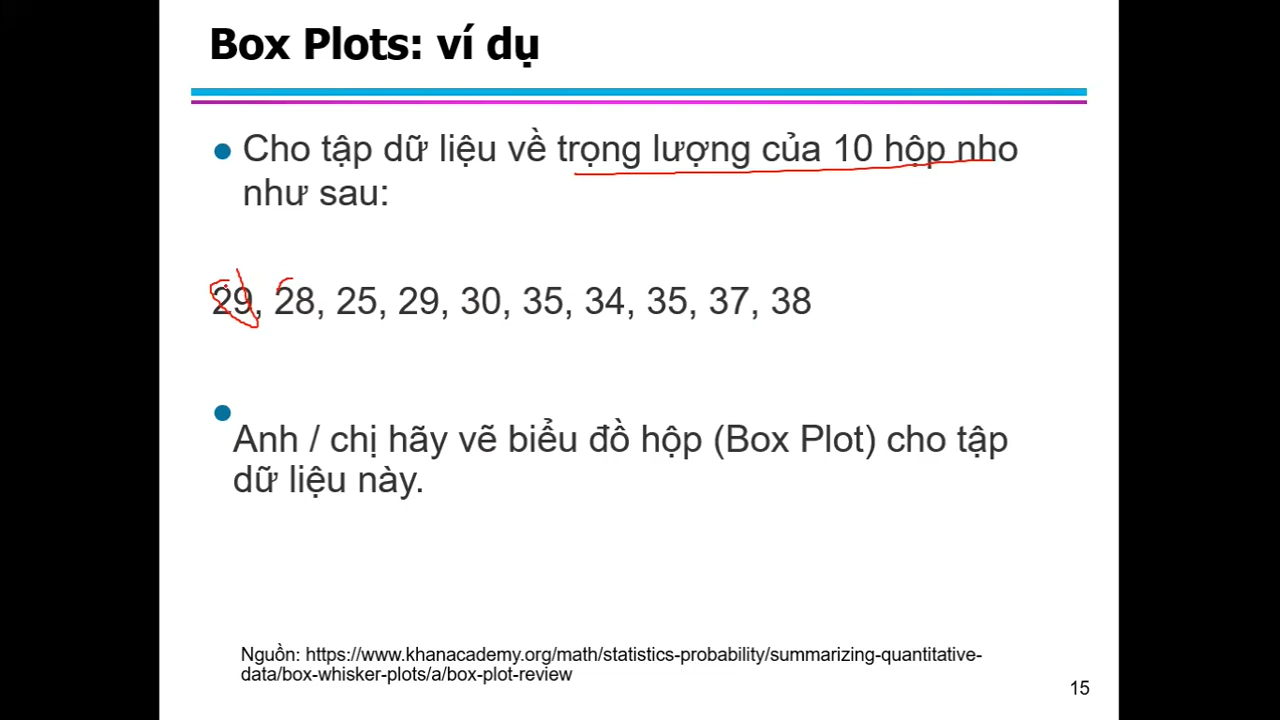 Box Plots: ví dụ
Cho tập dữ liệu về trọng lượng của 10 hộp nho
như sau:
29, 28, 25, 29, 30, 35, 34, 35, 37, 38
Anh / chị hãy vẽ biểu đồ hộp (Box Plot) cho tập
dữ liệu này.
Nguồn: https://www.khanacademy.org/math/statistics-probability/summarizing-quantitative-
data/box-whisker-plots/a/box-plot-review
15